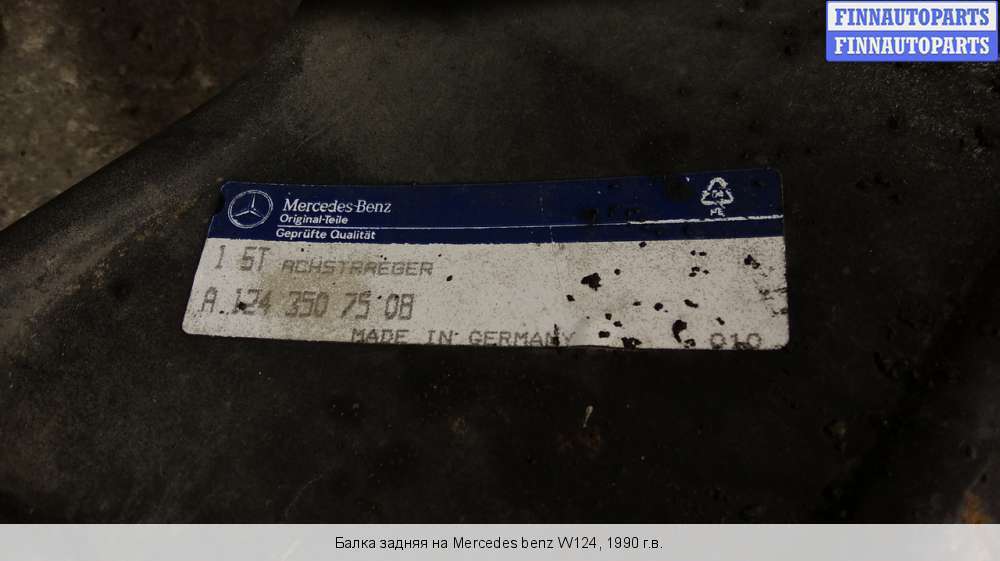 FINNAUTOPARTS
FINNAUTOPARTS
Mercedes-Benz
Original-Teile
Geprüfte Qualität
1 ST ACHSTRAEGER
A 124 350 75 08
MADE IN GERMANY 010
Балка задняя на Mercedes benz W124, 1990 г.в.